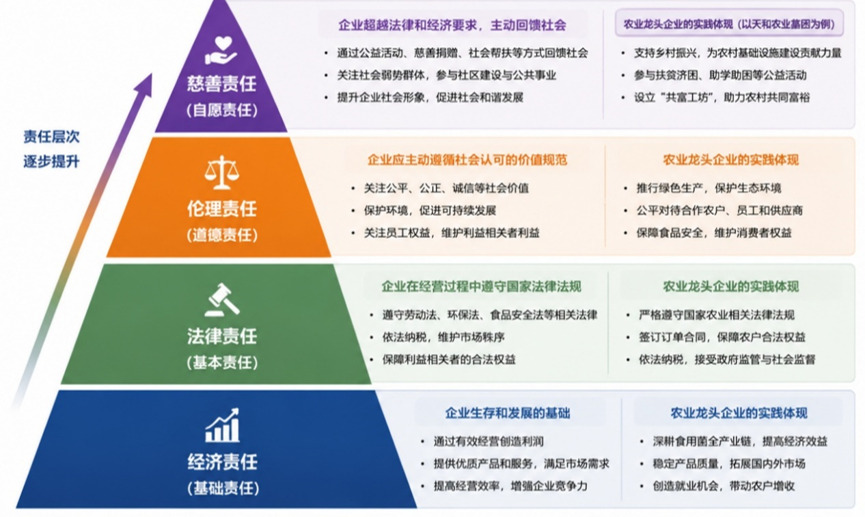 企业超越法律和经济要求，主动回馈社会
农业龙头企业的实践体现（以天和农业菌困为例）
慈善责任
（自愿责任）
• 通过公益活动、慈善捐赠、社会帮扶等方式回馈社会
• 关注社会弱势群体，参与社区建设与公共事业
• 提升企业社会形象，促进社会和谐发展
• 支持乡村振兴，为农村基础设施建设贡献力量
• 参与扶贫济困、助学助困等公益活动
• 设立“共富工坊”，助力农村共同富裕
责任层次
逐步提升
企业应主动遵循社会认可的价值规范
农业龙头企业的实践体现
伦理责任
（道德责任）
• 关注公平、公正、诚信等社会价值
• 保护环境，促进可持续发展
• 关注员工权益，维护利益相关者利益
• 推行绿色生产，保护生态环境
• 公平对待合作农户、员工和供应商
• 保障食品安全，维护消费者权益
企业在经营过程中遵守国家法律法规
农业龙头企业的实践体现
法律责任
（基本责任）
• 遵守劳动法、环保法、食品安全法等相关法律
• 依法纳税，维护市场秩序
• 保障利益相关者的合法权益
• 严格遵守国家农业相关法律法规
• 签订订单合同，保障农户合法权益
• 依法纳税，接受政府监管与社会监督
企业生存和发展的基础
农业龙头企业的实践体现
经济责任
（基础责任）
• 通过有效经营创造利润
• 提供优质产品和服务，满足市场需求
• 提高经营效率，增强企业竞争力
• 深耕食用菌全产业链，提高经济效益
• 稳定产品质量，拓展国内外市场
• 创造就业机会，带动农户增收